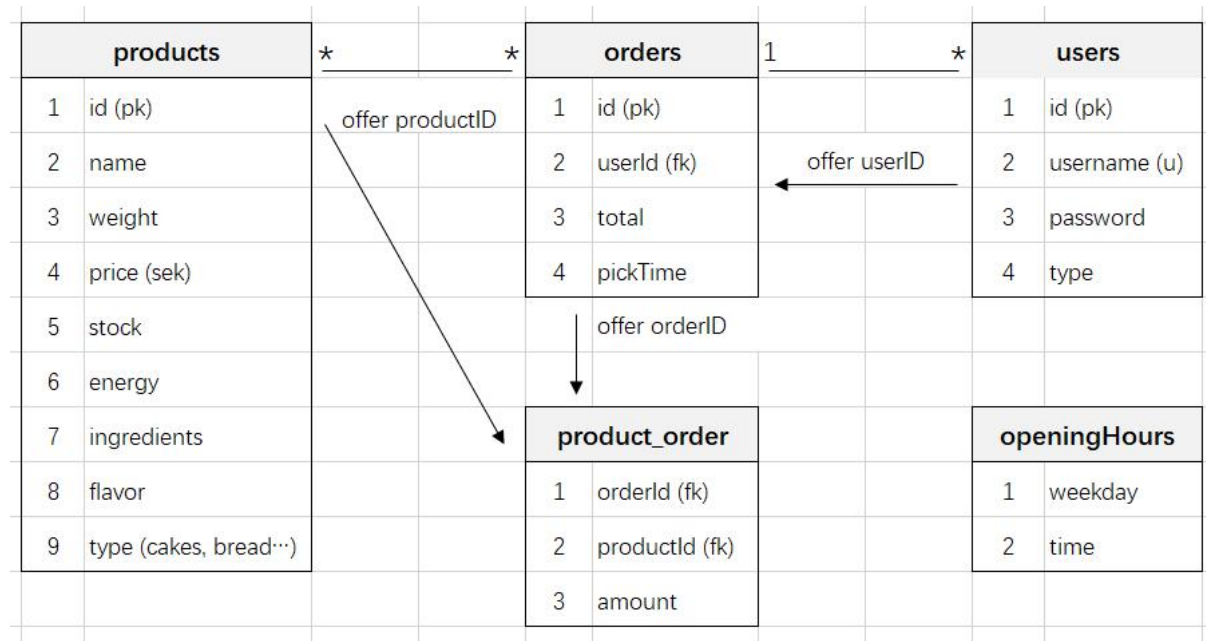 products
* *
orders
1 *
users
1 id (pk)
2 name
3 weight
4 price (sek)
5 stock
6 energy
7 ingredients
8 flavor
9 type (cakes, bread···)
offer productID
1 id (pk)
2 userId (fk)
3 total
4 pickTime
offer userID
1 id (pk)
2 username (u)
3 password
4 type
offer orderID
product_order
1 orderId (fk)
2 productId (fk)
3 amount
openingHours
1 weekday
2 time